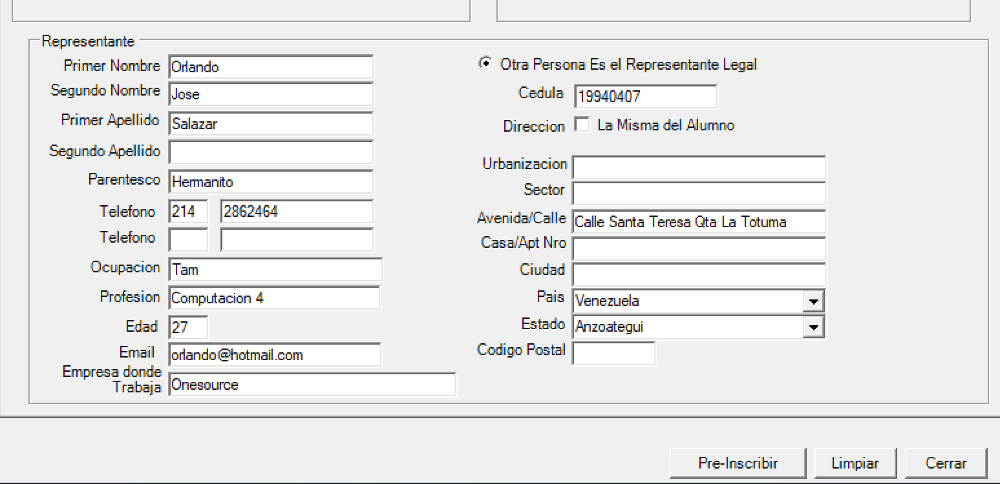 Representante
Primer Nombre Orlando
Segundo Nombre Jose
Primer Apellido Salazar
Segundo Apellido
Parentesco Hermanito
Telefono 214 2862464
Telefono
Ocupacion Tam
Profesion Computacion 4
Edad 27
Email orlando@hotmail.com
Empresa donde
Trabaja Onesource
Otra Persona Es el Representante Legal
Cedula 19940407
Direccion La Misma del Alumno
Urbanizacion
Sector
Avenida/Calle Calle Santa Teresa Qta La Totuma
Casa/Apt Nro
Ciudad
Pais Venezuela
Estado Anzoategui
Codigo Postal
Pre-Inscribir Limpiar Cerrar